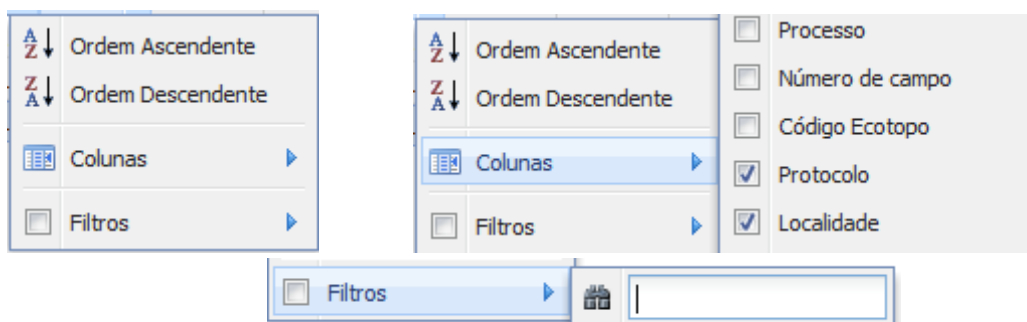 Ordem Ascendente
Ordem Descendente
Colunas
Filtros
Ordem Ascendente
Ordem Descendente
Colunas
Filtros
Processo
Número de campo
Código Ecotopo
Protocolo
Localidade
Filtros